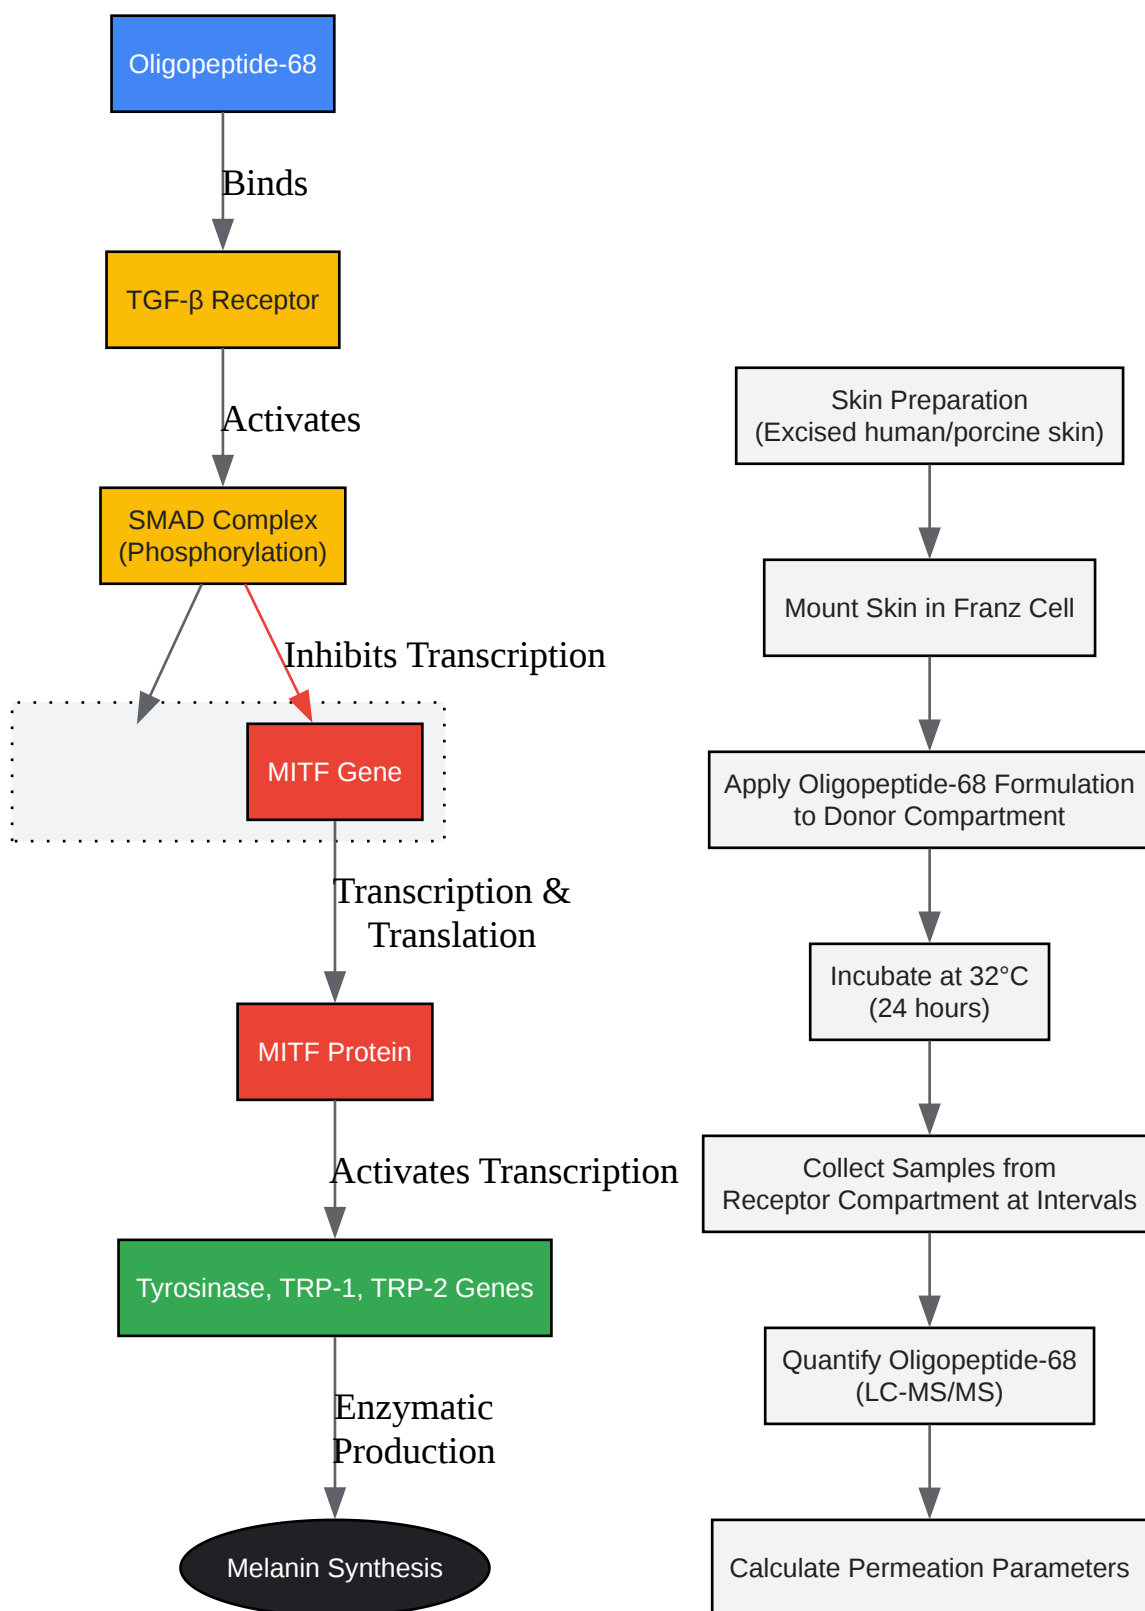 Oligopeptide-68
Binds
TGF-β Receptor
Activates
SMAD Complex
(Phosphorylation)
Inhibits Transcription
MITF Gene
Transcription &
Translation
MITF Protein
Activates Transcription
Tyrosinase, TRP-1, TRP-2 Genes
Enzymatic
Production
Melanin Synthesis
Skin Preparation
(Excised human/porcine skin)
Mount Skin in Franz Cell
Apply Oligopeptide-68 Formulation
to Donor Compartment
Incubate at 32°C
(24 hours)
Collect Samples from
Receptor Compartment at Intervals
Quantify Oligopeptide-68
(LC-MS/MS)
Calculate Permeation Parameters